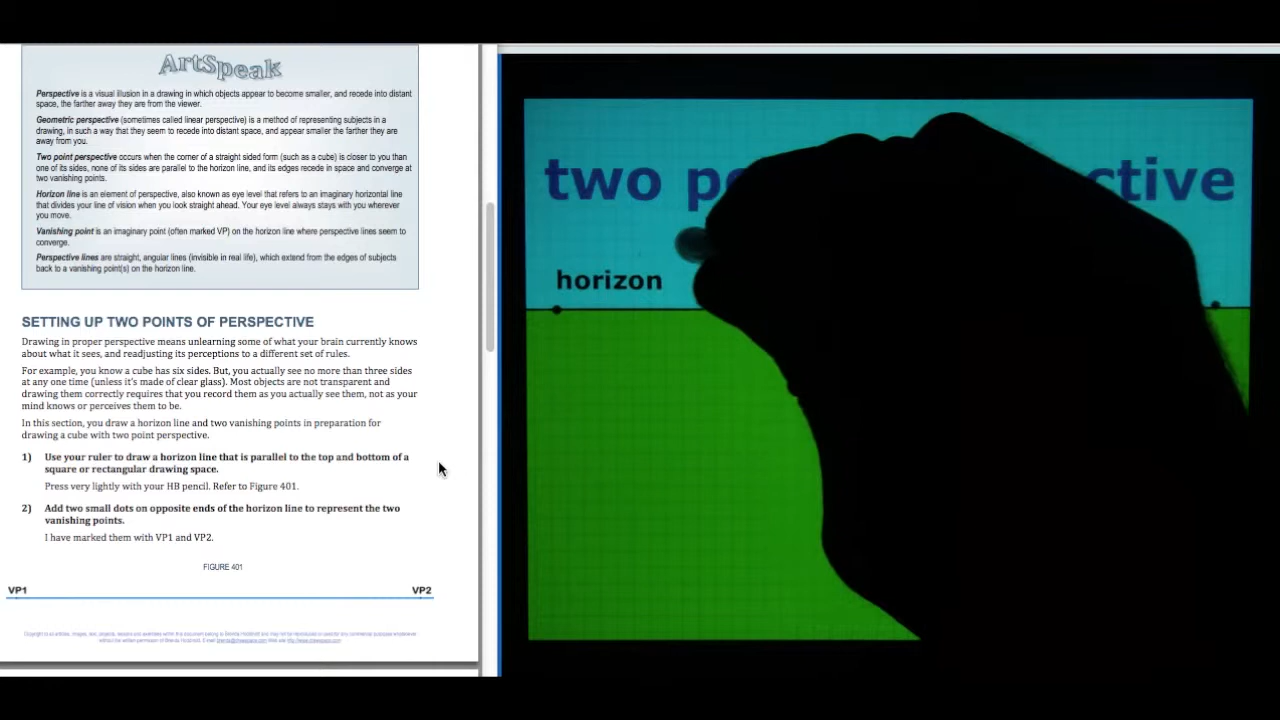 ArtSpeak
Perspective is a visual illusion in a drawing in which objects appear to become smaller, and recede into distant
space, the farther away they are from the viewer.
Geometric perspective (sometimes called linear perspective) is a method of representing subjects in a
drawing, in such a way that they seem to recede into distant space, and appear smaller the farther they are
away from you.
Two point perspective occurs when the corner of a straight sided form (such as a cube) is closer to you than
one of its sides, none of its sides are parallel to the horizon line, and its edges recede in space and converge at
two vanishing points.
Horizon line is an element of perspective, also known as eye level that refers to an imaginary horizontal line
that divides your line of vision when you look straight ahead. Your eye level always stays with you wherever
you move.
Vanishing point is an imaginary point (often marked VP) on the horizon line where perspective lines seem to
converge.
Perspective lines are straight, angular lines (invisible in real life), which extend from the edges of subjects
back to a vanishing point(s) on the horizon line.
SETTING UP TWO POINTS OF PERSPECTIVE
Drawing in proper perspective means unlearning some of what your brain currently knows
about what it sees, and readjusting its perceptions to a different set of rules.
For example, you know a cube has six sides. But, you actually see no more than three sides
at any one time (unless it's made of clear glass). Most objects are not transparent and
drawing them correctly requires that you record them as you actually see them, not as your
mind knows or perceives them to be.
In this section, you draw a horizon line and two vanishing points in preparation for
drawing a cube with two point perspective.
1) Use your ruler to draw a horizon line that is parallel to the top and bottom of a
square or rectangular drawing space.
Press very lightly with your HB pencil. Refer to Figure 401.
2) Add two small dots on opposite ends of the horizon line to represent the two
vanishing points.
I have marked them with VP1 and VP2.
FIGURE 401
VP1 VP2
two ctive
horizon